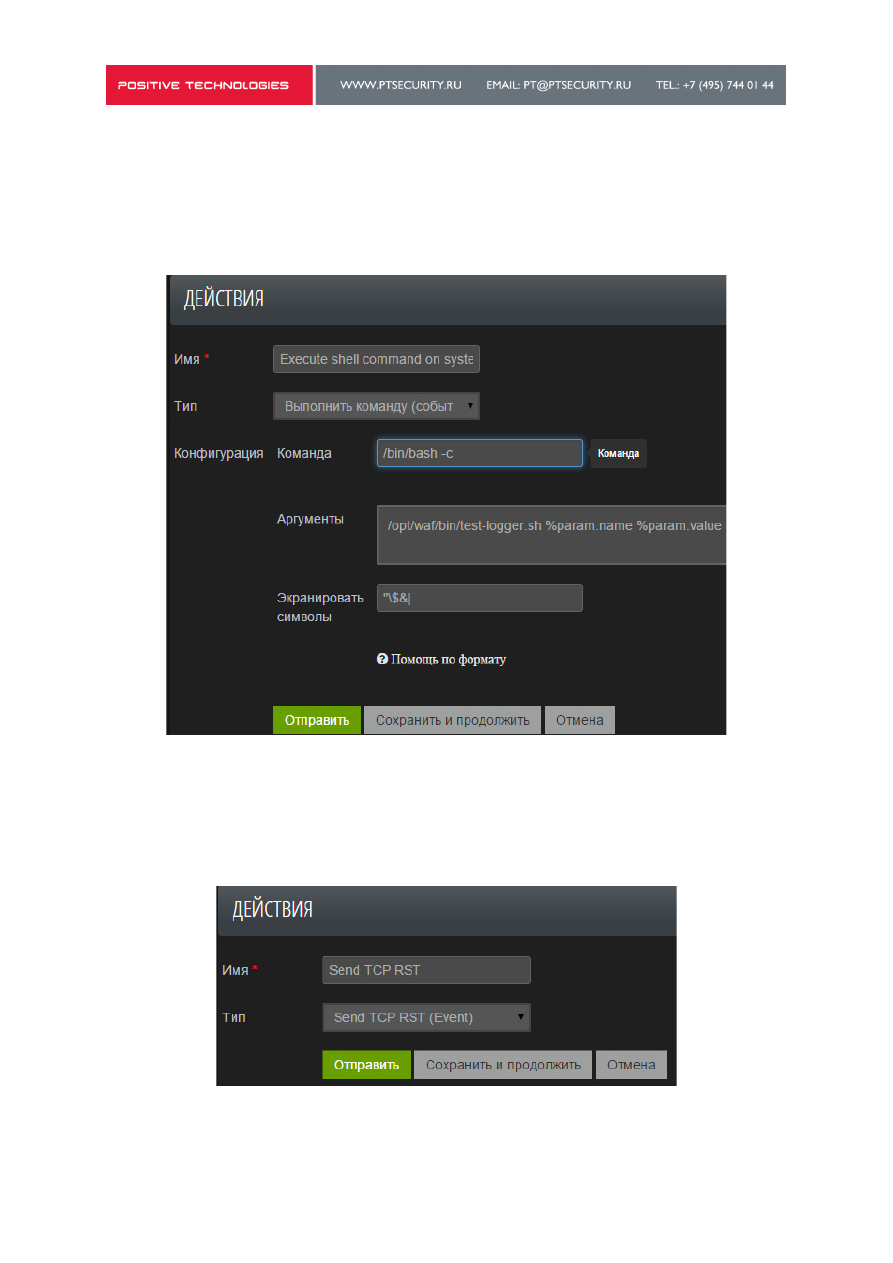 POSITIVE TECHNOLOGIES WWW.PTSECURITY.RU EMAIL: PT@PTSECURITY.RU TEL.: +7 (495) 744 01 44
ДЕЙСТВИЯ
Имя * Execute shell command on syste
Тип Выполнить команду (событ
Конфигурация Команда /bin/bash -c Команда
Аргументы /opt/waf/bin/test-logger.sh %param.name %param.value
Экранировать "\$&|
символы
Помощь по формату
Отправить Сохранить и продолжить Отмена
ДЕЙСТВИЯ
Имя * Send TCP RST
Тип Send TCP RST (Event)
Отправить Сохранить и продолжить Отмена